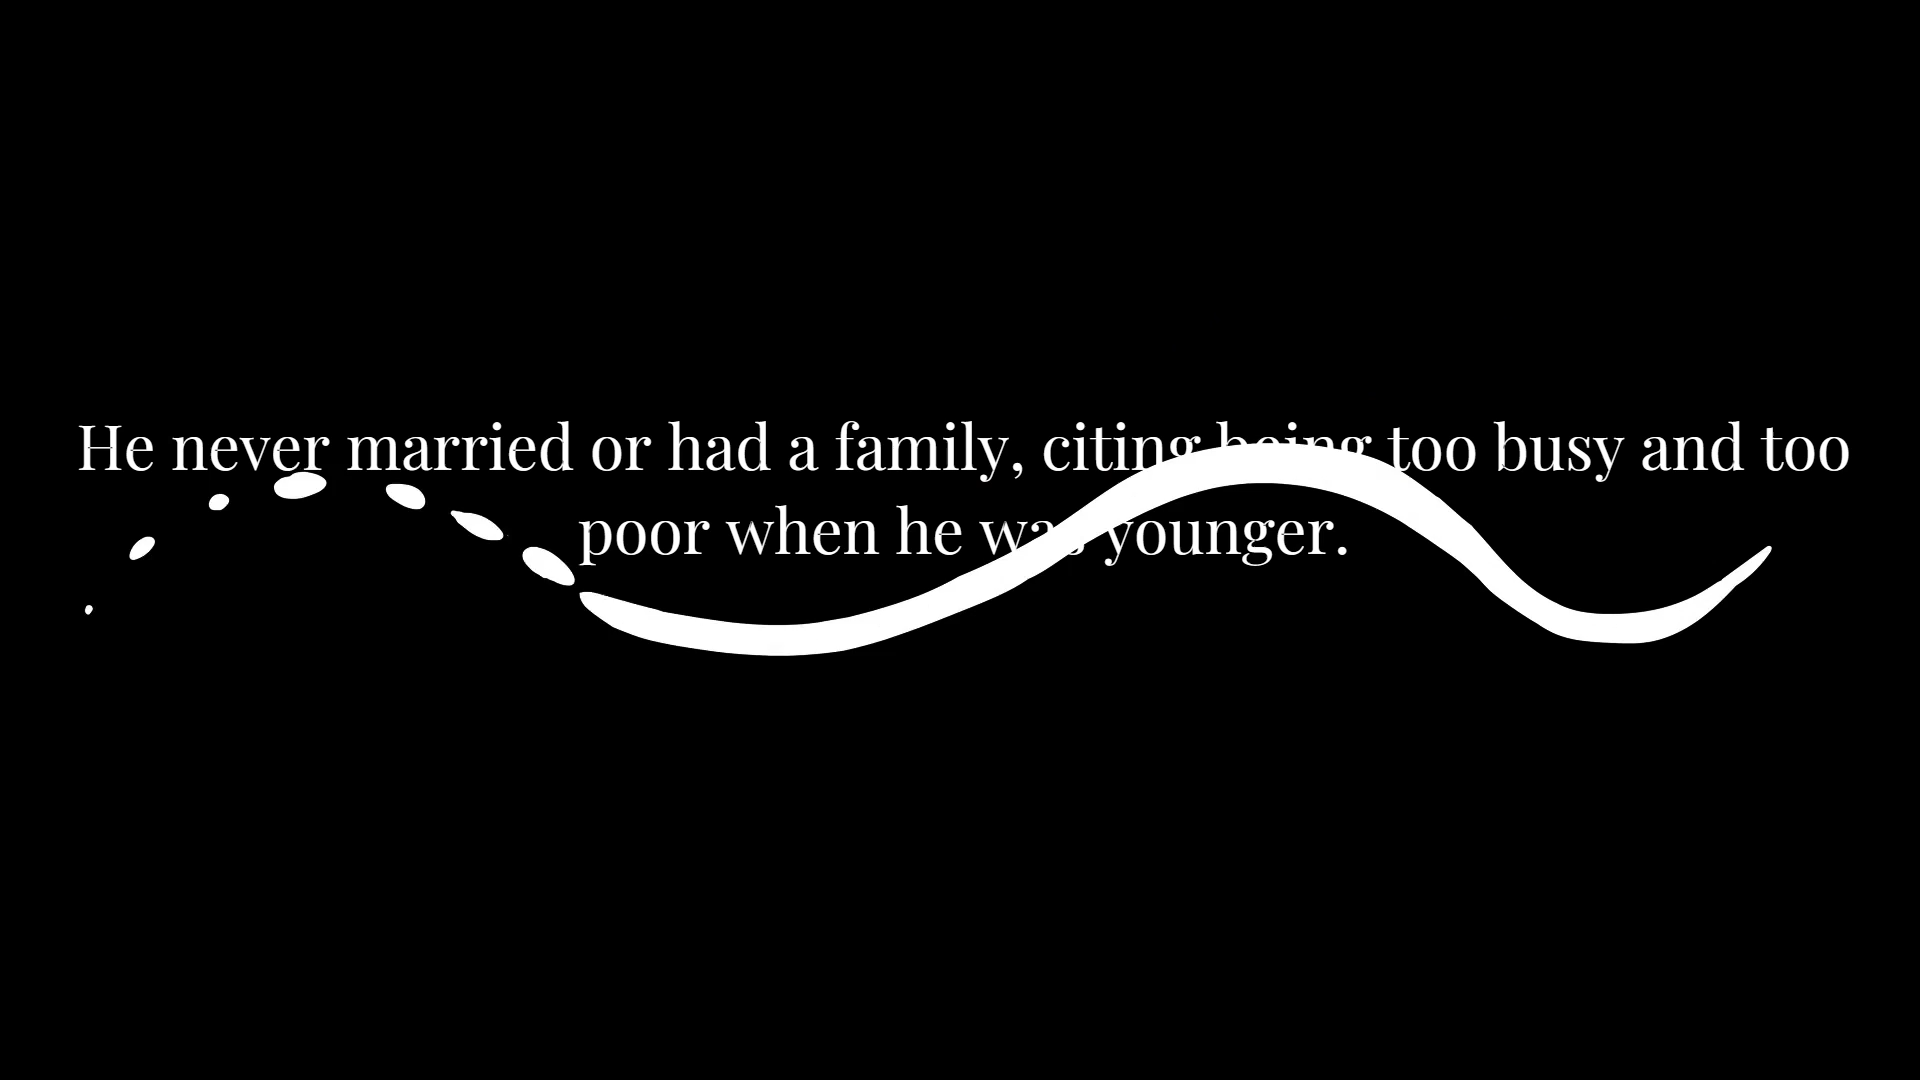 He never married or had a family, citing being too busy and too
poor when he was younger.